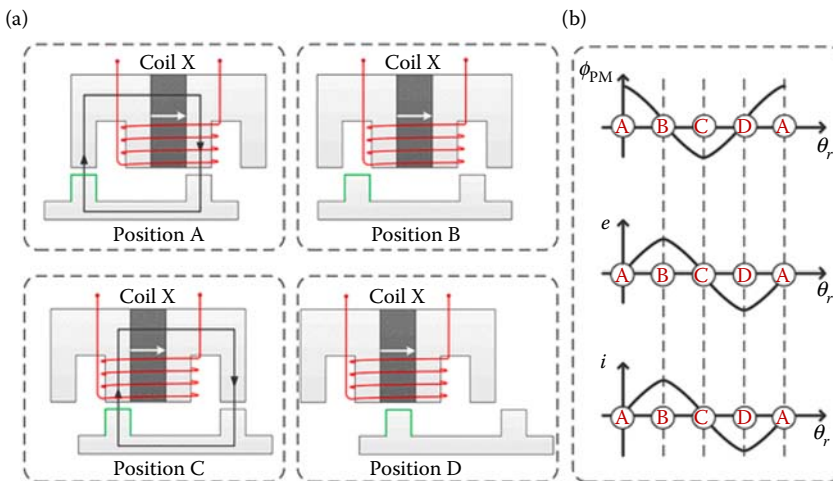 (a)
Coil X
Position A
Coil X
Position B
Coil X
Position C
Coil X
Position D
(b)
ϕPM
A B C D A
θr
e
A B C D A
θr
i
A B C D A
θr